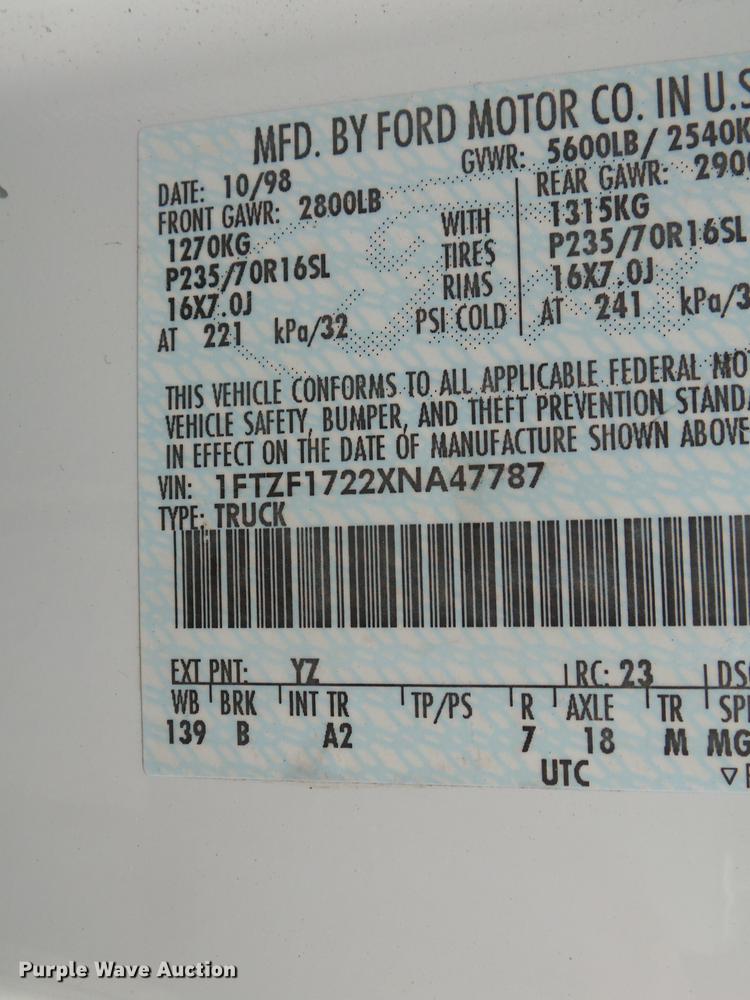 MFD. BY FORD MOTOR CO. IN U.S
DATE: 10/98 GVWR: 5600LB/ 2540K
FRONT GAWR: 2800LB REAR GAWR: 290
1270KG WITH 1315KG
P235/70R16SL TIRES P235/70R16SL
16X7.0J RIMS 16X7.0J
AT 221 kPa/32 PSI COLD AT 241 kPa/3
THIS VEHICLE CONFORMS TO ALL APPLICABLE FEDERAL MO
VEHICLE SAFETY, BUMPER, AND THEFT PREVENTION STANDA
IN EFFECT ON THE DATE OF MANUFACTURE SHOWN ABOVE
VIN: 1FTZF1722XNA47787
TYPE: TRUCK
EXT PNT: YZ RC: 23 DSO
WB BRK INT TR TP/PS R AXLE TR SP
139 B A2 7 18 M MG
UTC
Purple Wave Auction